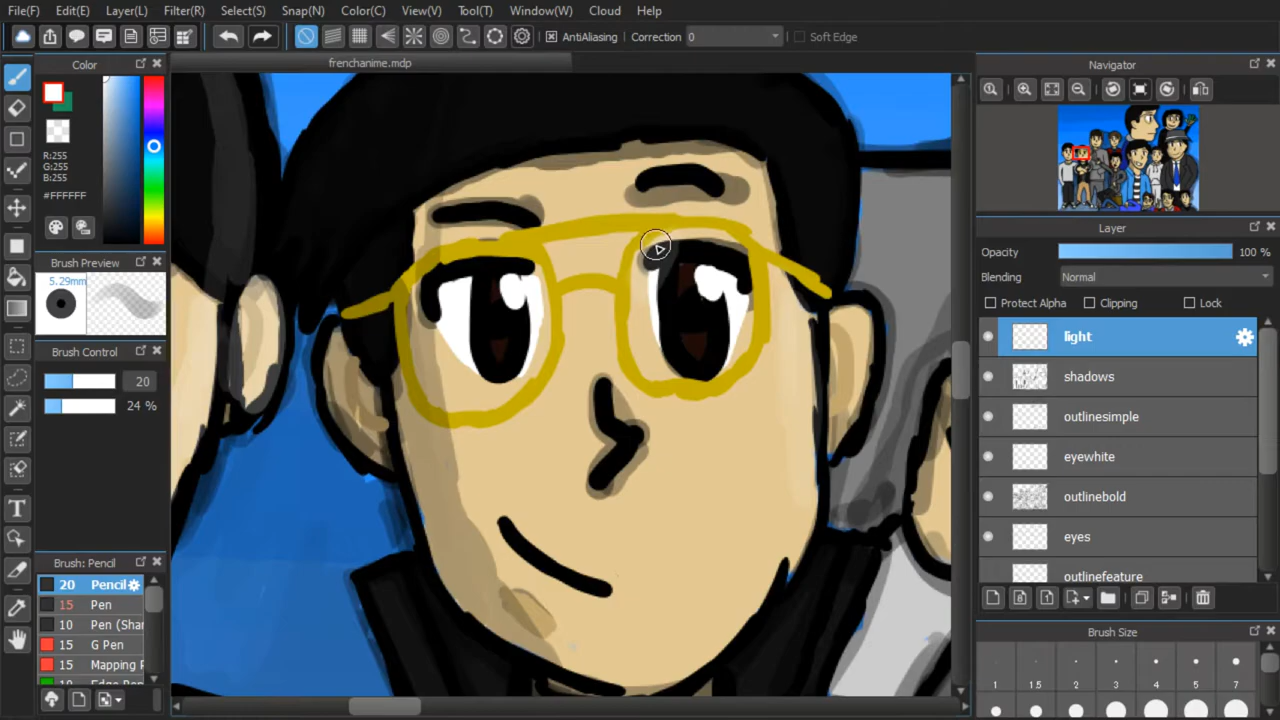 File(F) Edit(E) Layer(L) Filter(R) Select(S) Snap(N) Color(C) View(V) Tool(T) Window(W) Cloud Help
AntiAliasing Correction 0 Soft Edge
Color
frenchanime.mdp
Navigator
R:255
G:255
B:255
#FFFFFF
Layer
Opacity 100 %
Brush Preview
5.29mm
Blending Normal
Protect Alpha Clipping Lock
light
Brush Control
20
24 %
shadows
outlinesimple
eyewhite
outlinebold
eyes
outlinefeature
Brush: Pencil
20 Pencil
15 Pen
10 Pen (Shar
15 G Pen
15 Mapping
Brush Size
1 1.5 2 3 4 5 7